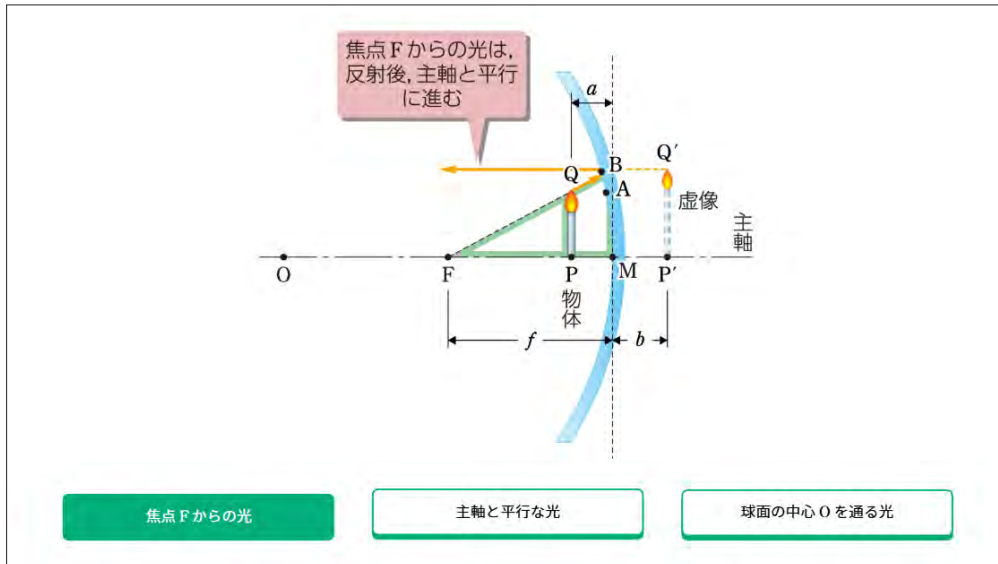 焦点Fからの光は,
反射後, 主軸と平行
に進む
a
Q
B
Q′
A
虚像
主軸
O
F
P
M
P′
物体
f
b
焦点Fからの光
主軸と平行な光
球面の中心Oを通る光